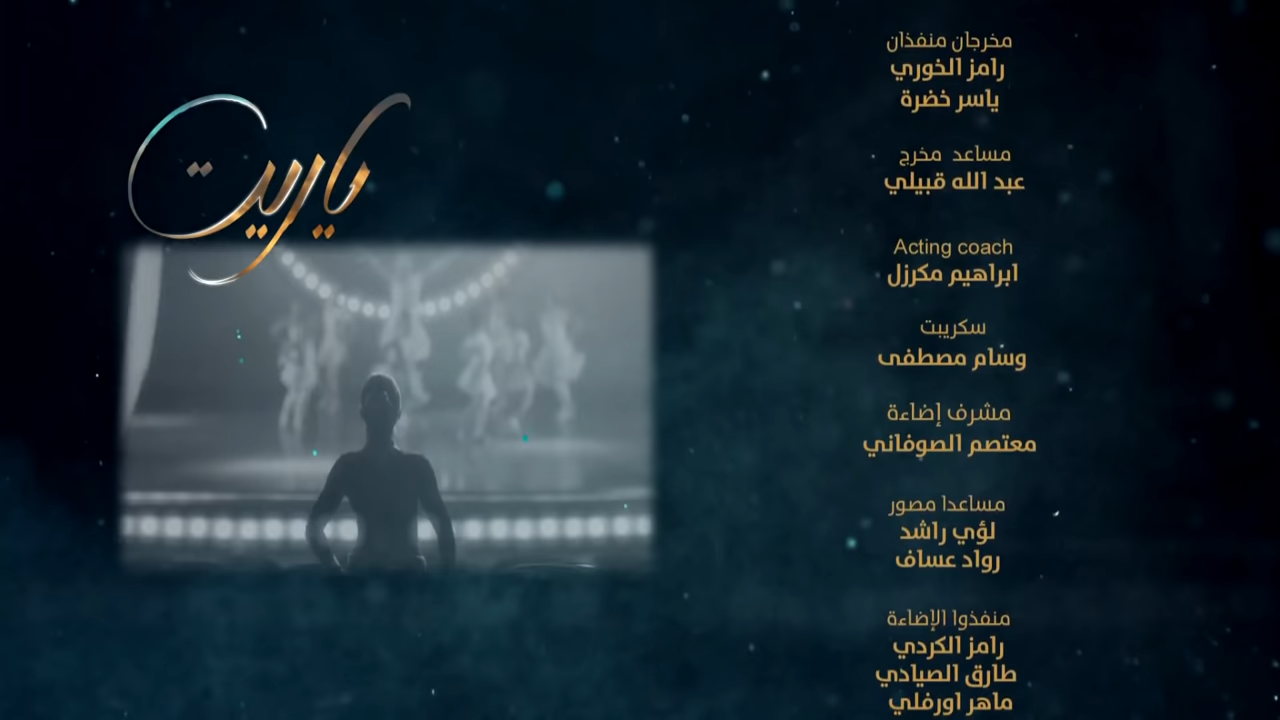 ياريت
مخرجان منفذان
رامز الخوري
ياسر خضرة
مساعد مخرج
عبد الله قبيلي
Acting coach
ابراهيم مكرزل
سكريبت
وسام مصطفى
مشرف إضاءة
معتصم الصوفاني
مساعدا مصور
لؤي راشد
رواد عساف
منفذوا الإضاءة
رامز الكردي
طارق الصيادي
ماهر اورفلي